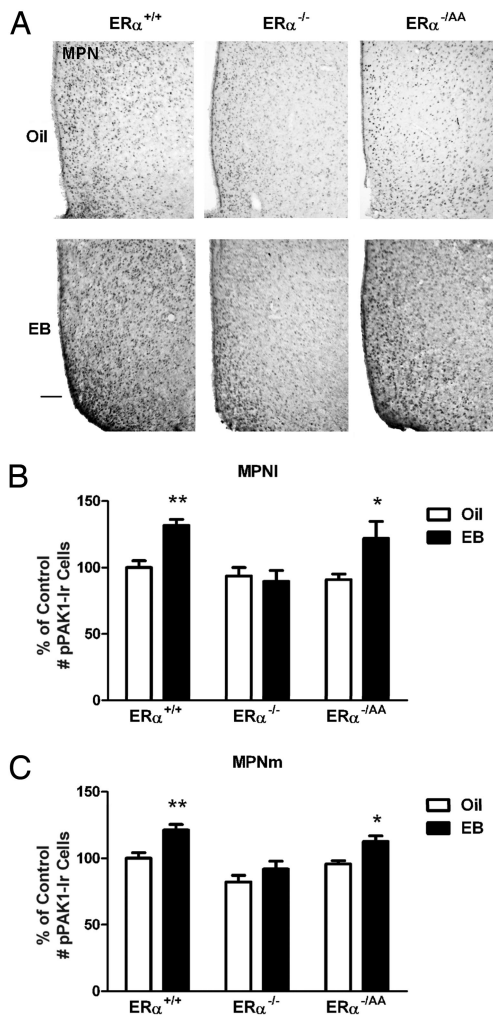 A
ERα+/+ ERα-/- ERα-/AA
MPN
Oil
EB
B
MPNl
% of Control
# pPAK1-Ir Cells
150
100
50
0
** *
Oil
EB
ERα+/+ ERα-/- ERα-/AA
C
MPNm
% of Control
# pPAK1-Ir Cells
150
100
50
0
** *
Oil
EB
ERα+/+ ERα-/- ERα-/AA